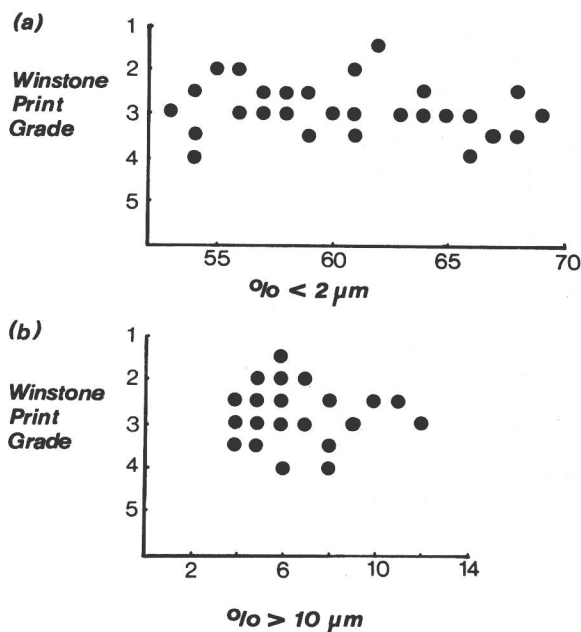 (a)
Winstone
Print
Grade
1
2
3
4
5
55 60 65 70
% < 2 µm
(b)
Winstone
Print
Grade
1
2
3
4
5
2 6 10 14
% > 10 µm